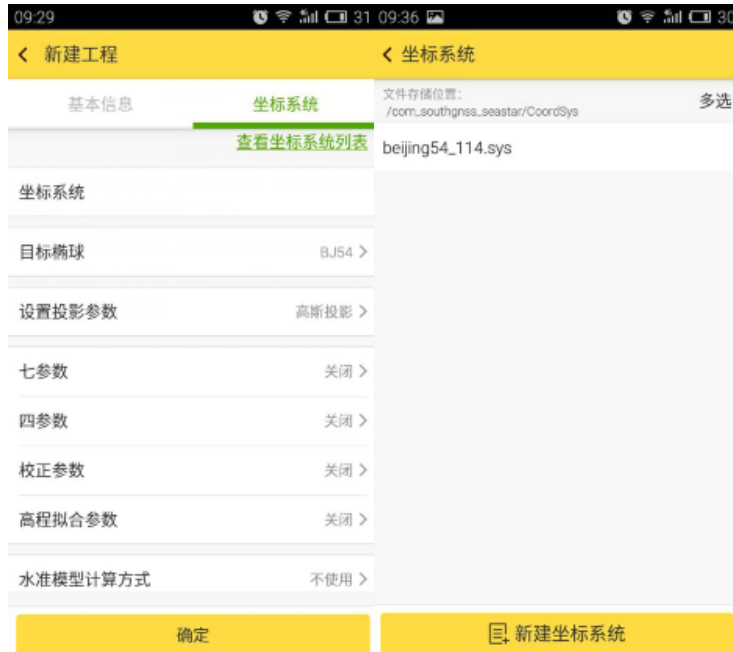 09:29
31
新建工程
基本信息
坐标系统
查看坐标系统列表
坐标系统
目标椭球
BJ54
设置投影参数
高斯投影
七参数
关闭
四参数
关闭
校正参数
关闭
高程拟合参数
关闭
水准模型计算方式
不使用
确定
09:36
30
坐标系统
文件存储位置:
/com_southgnss_seastar/CoordSys
多选
beijing54_114.sys
新建坐标系统